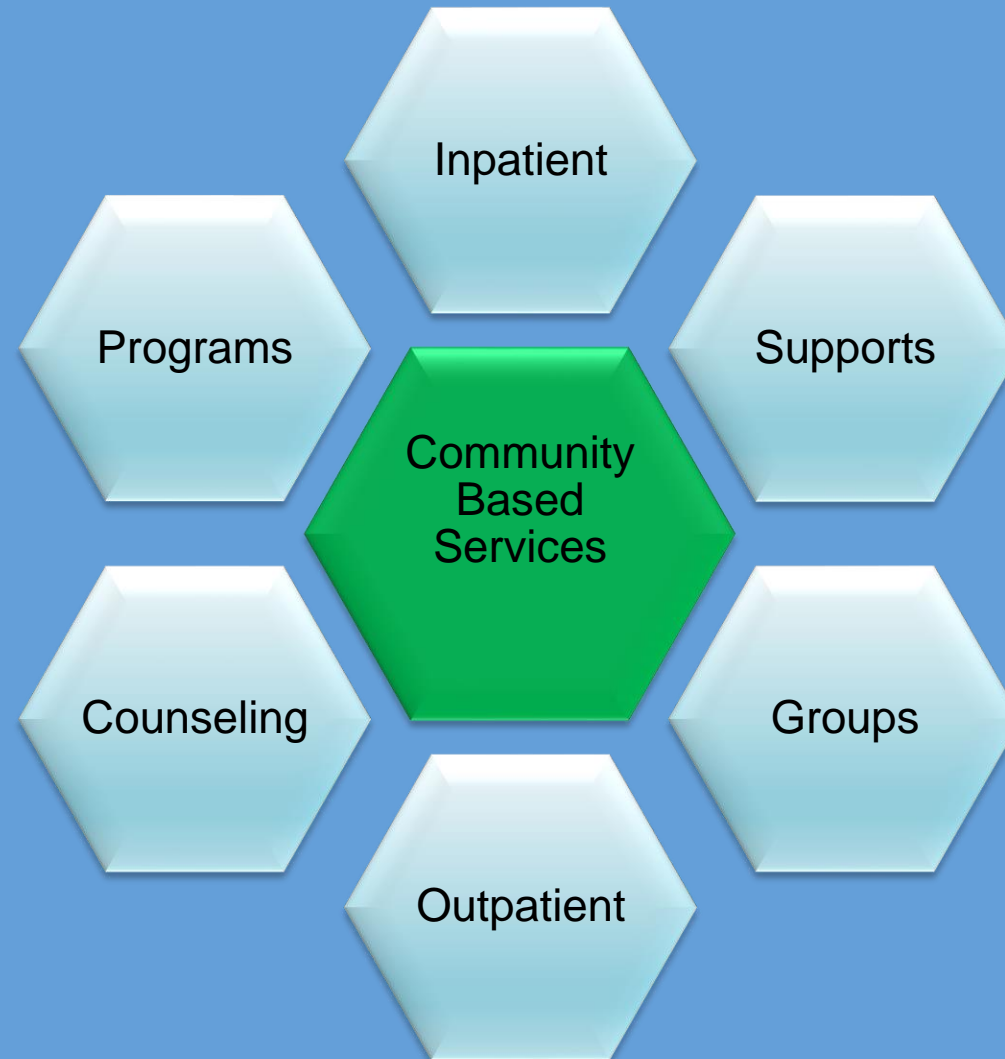 Inpatient
Programs
Supports
Community
Based
Services
Counseling
Groups
Outpatient